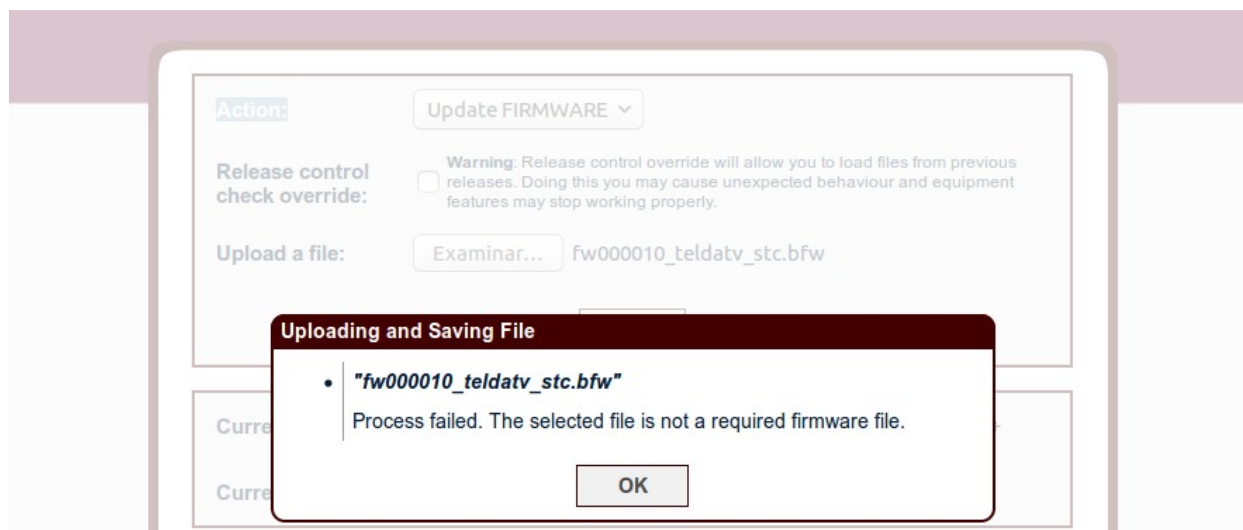 Action:
Update FIRMWARE
Release control
check override:
Warning: Release control override will allow you to load files from previous
releases. Doing this you may cause unexpected behaviour and equipment
features may stop working properly.
Upload a file:
Examinar...
fw000010_teldatv_stc.bfw
Uploading and Saving File
"fw000010_teldatv_stc.bfw"
Process failed. The selected file is not a required firmware file.
Curre
OK
Curre